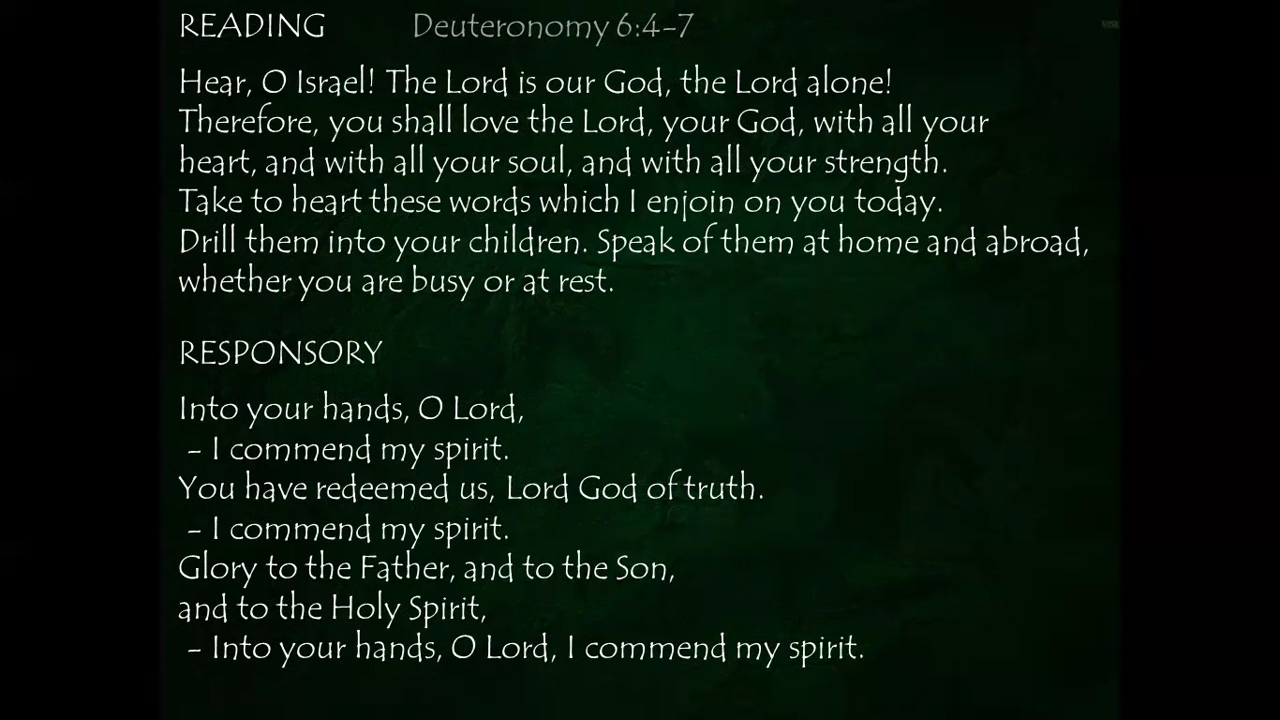 READING Deuteronomy 6:4-7
Hear, O Israel! The Lord is our God, the Lord alone!
Therefore, you shall love the Lord, your God, with all your
heart, and with all your soul, and with all your strength.
Take to heart these words which I enjoin on you today.
Drill them into your children. Speak of them at home and abroad,
whether you are busy or at rest.
RESPONSORY
Into your hands, O Lord,
– I commend my spirit.
You have redeemed us, Lord God of truth.
– I commend my spirit.
Glory to the Father, and to the Son,
and to the Holy Spirit,
– Into your hands, O Lord, I commend my spirit.